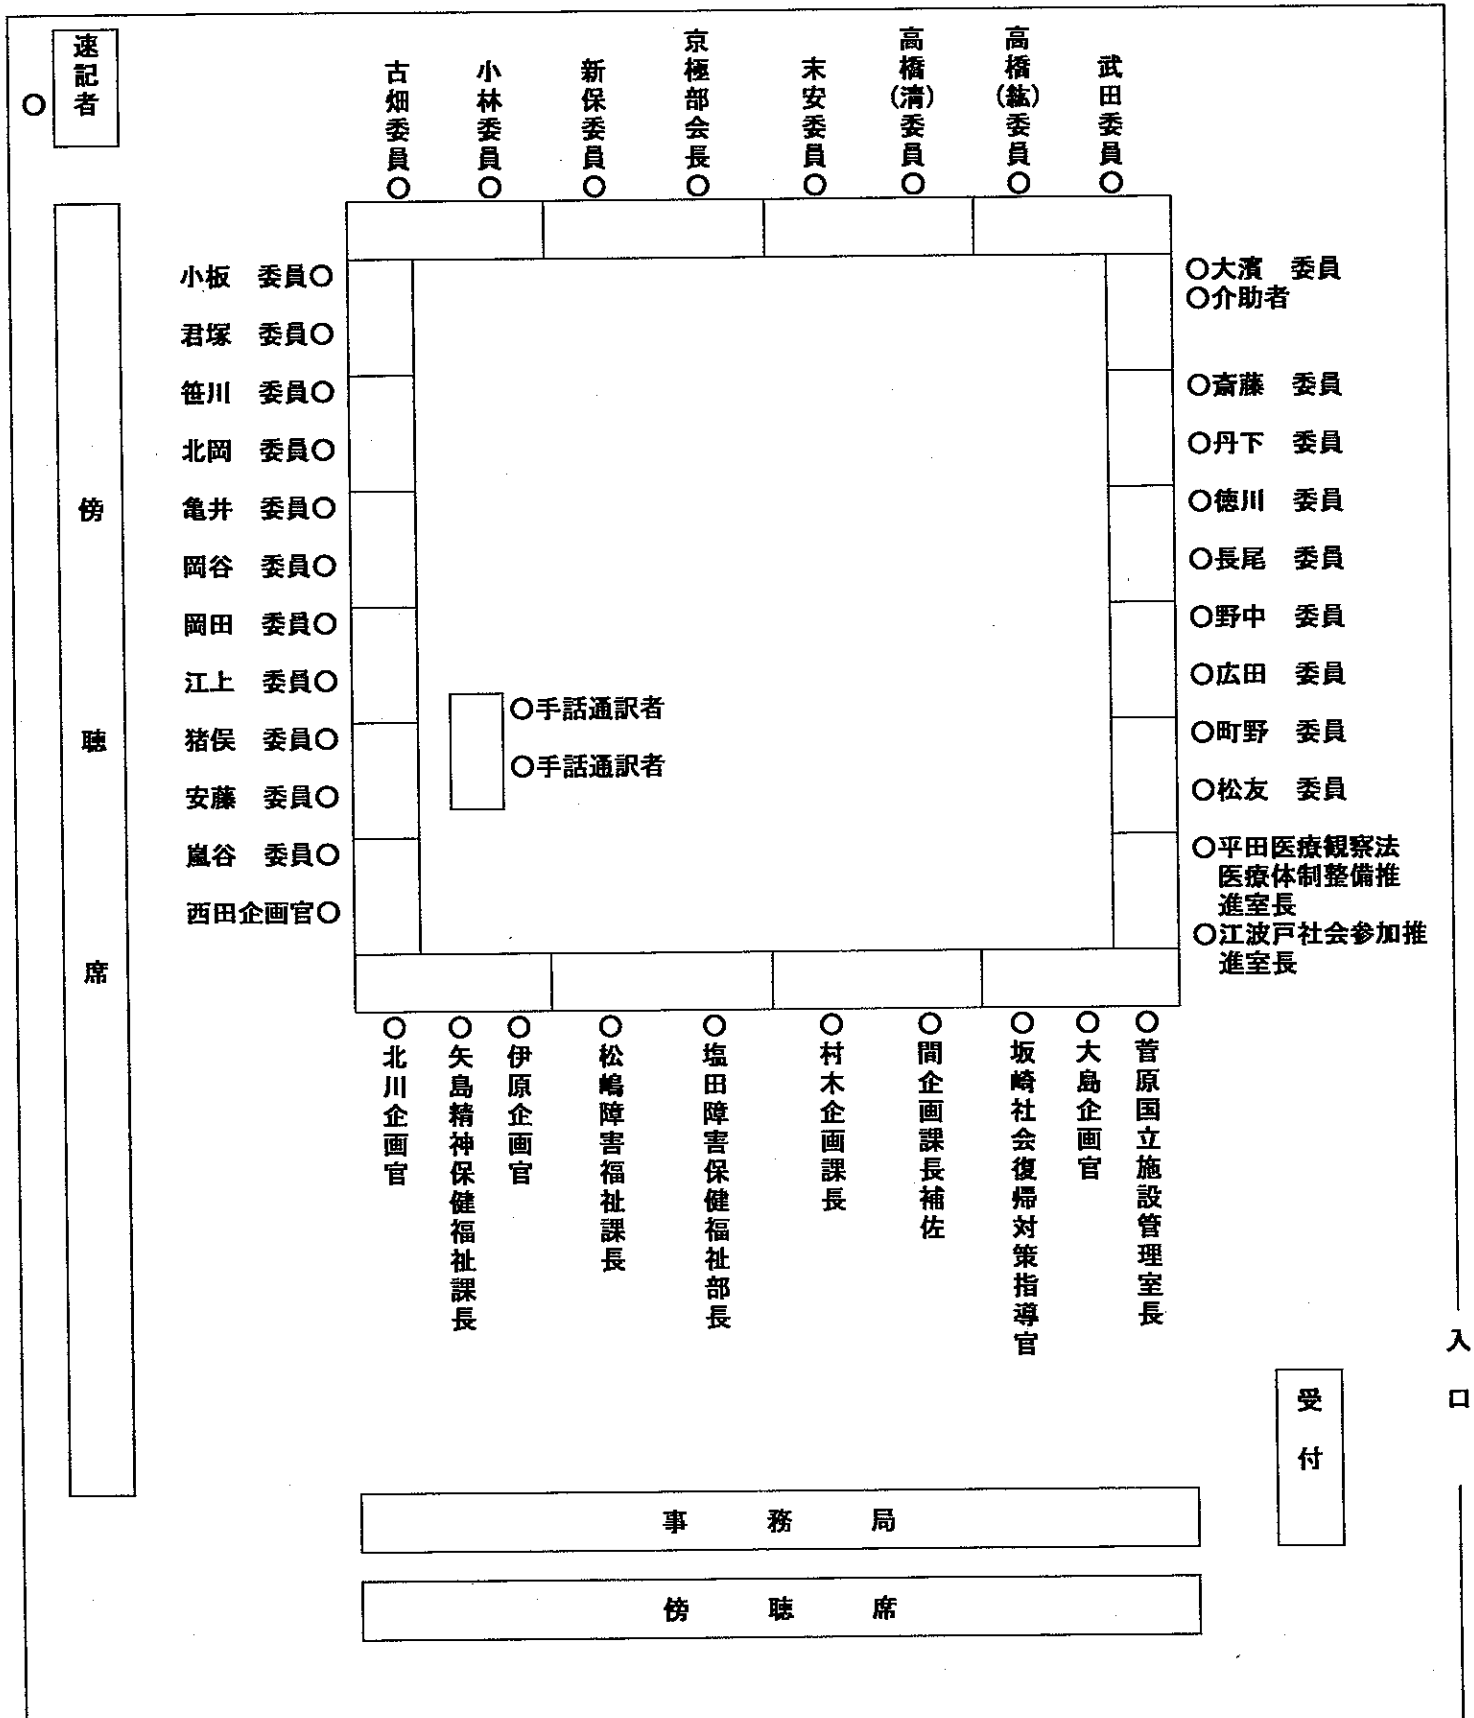 速記者
○
古畑委員○
小林委員○
新保委員○
京極部会長○
末安委員○
高橋(清)委員○
高橋(紘)委員○
武田委員○
小板　委員○
君塚　委員○
笹川　委員○
北岡　委員○
亀井　委員○
岡谷　委員○
岡田　委員○
江上　委員○
猪俣　委員○
安藤　委員○
嵐谷　委員○
西田企画官○
○大濱　委員
○介助者
○斎藤　委員
○丹下　委員
○徳川　委員
○長尾　委員
○野中　委員
○広田　委員
○町野　委員
○松友　委員
○平田医療観察法
医療体制整備推
進室長
○江波戸社会参加推
進室長
○手話通訳者
○手話通訳者
○北川企画官
○矢島精神保健福祉課長
○伊原企画官
○松嶋障害福祉課長
○塩田障害保健福祉部長
○村木企画課長
○間企画課長補佐
○坂崎社会復帰対策指導官
○大島企画官
○菅原国立施設管理室長
傍聴席
入口
受付
事務局
傍聴席